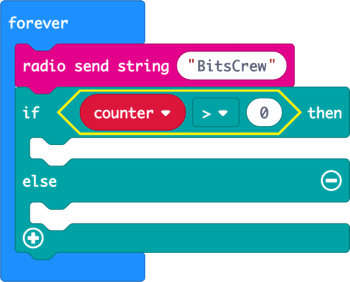 forever
radio send string "BitsCrew"
if counter > 0 then
else